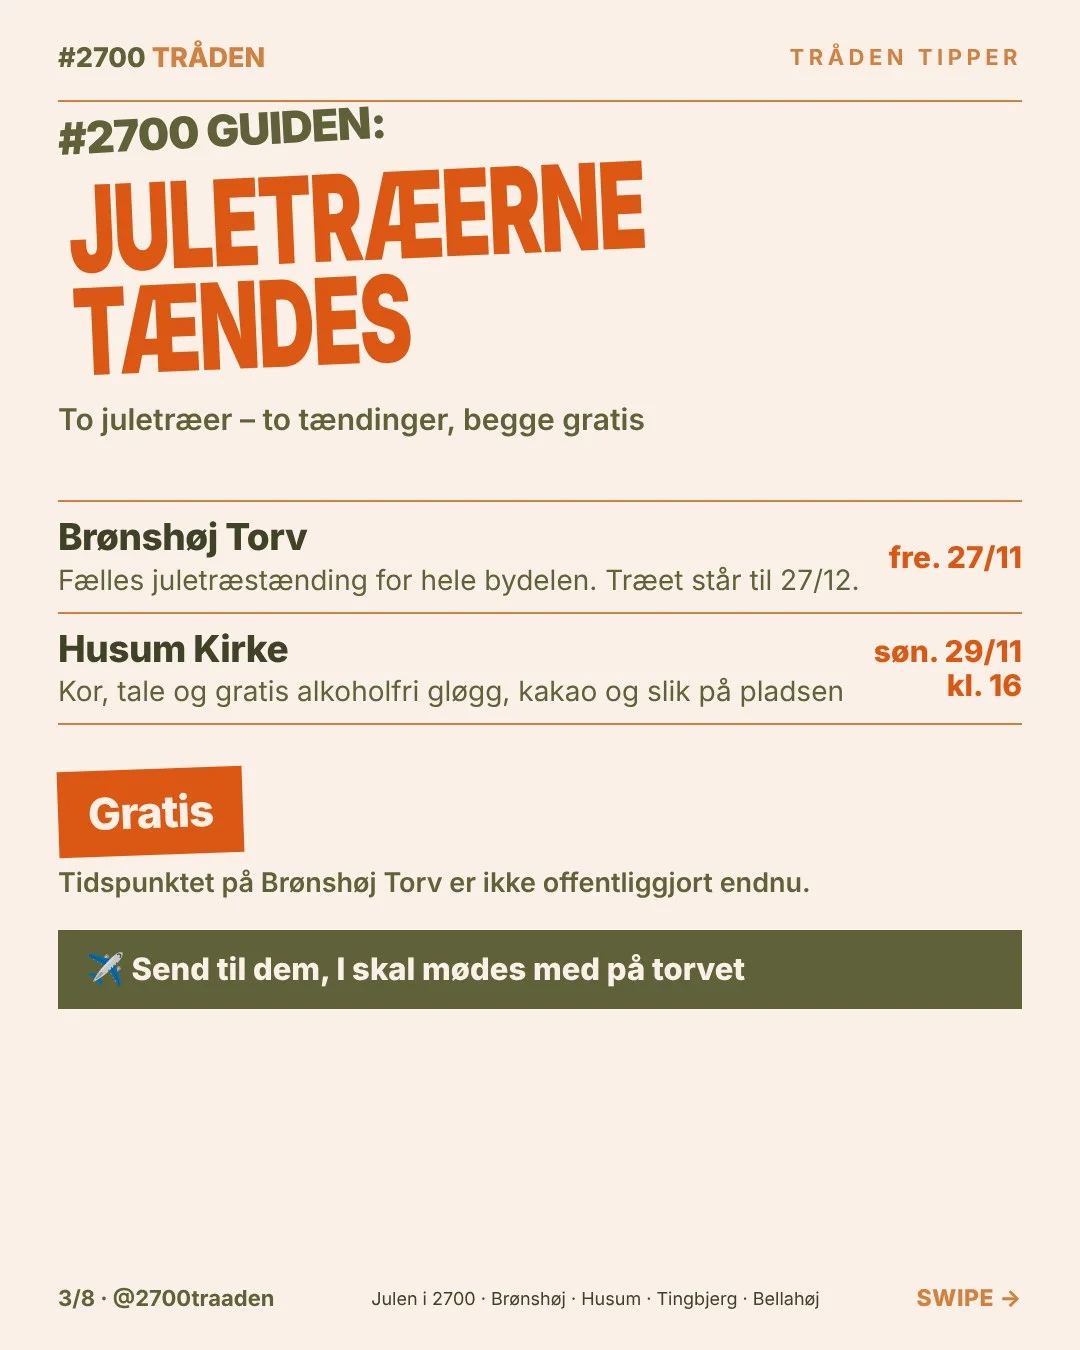 #2700 TRÅDEN
TRÅDEN TIPPER
#2700 GUIDEN:
JULETRÆERNE
TÆNDES
To juletræer – to tændinger, begge gratis
Brønshøj Torv
Fælles juletræstænding for hele bydelen. Træet står til 27/12.
fre. 27/11
Husum Kirke
Kor, tale og gratis alkoholfri gløgg, kakao og slik på pladsen
søn. 29/11
kl. 16
Gratis
Tidspunktet på Brønshøj Torv er ikke offentliggjort endnu.
✈️ Send til dem, I skal mødes med på torvet
3/8 · @2700traaden
Julen i 2700 · Brønshøj · Husum · Tingbjerg · Bellahøj
SWIPE →